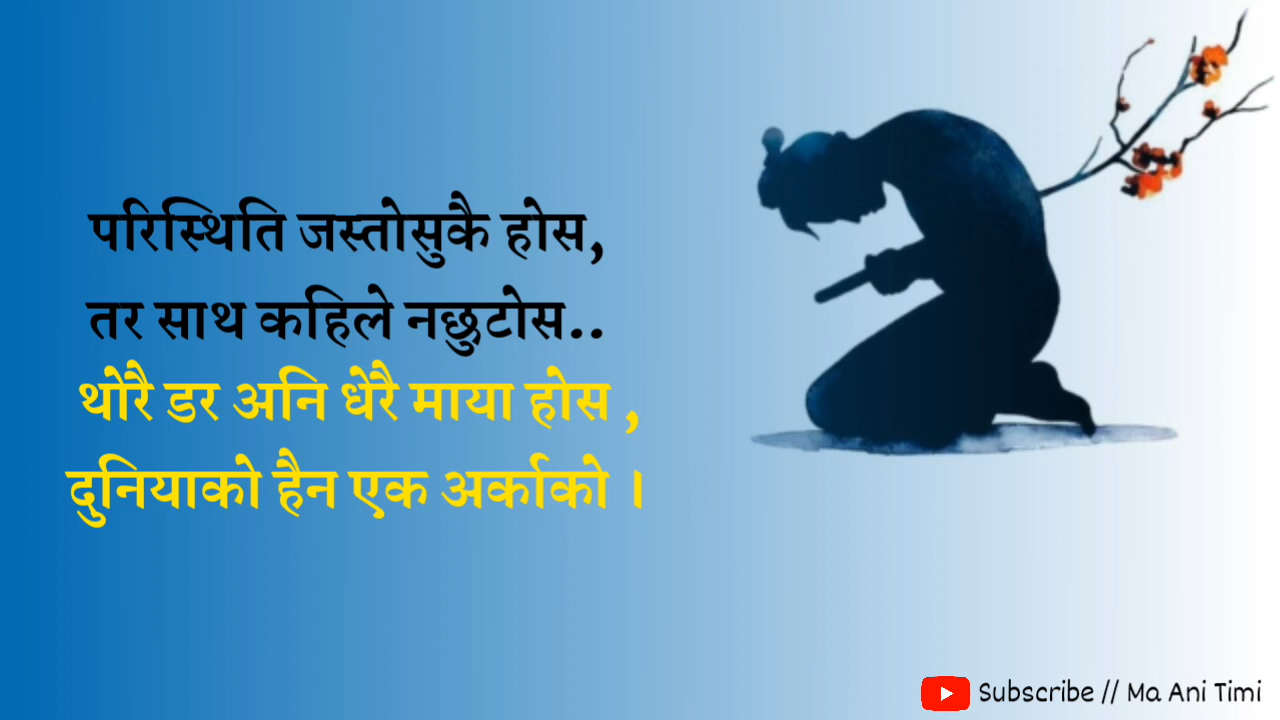 परिस्थिति जस्तोसुकै होस,
तर साथ कहिले नछुटोस..
थोरै डर अनि धेरै माया होस ,
दुनियाको हैन एक अर्काको ।
Subscribe // Ma Ani Timi